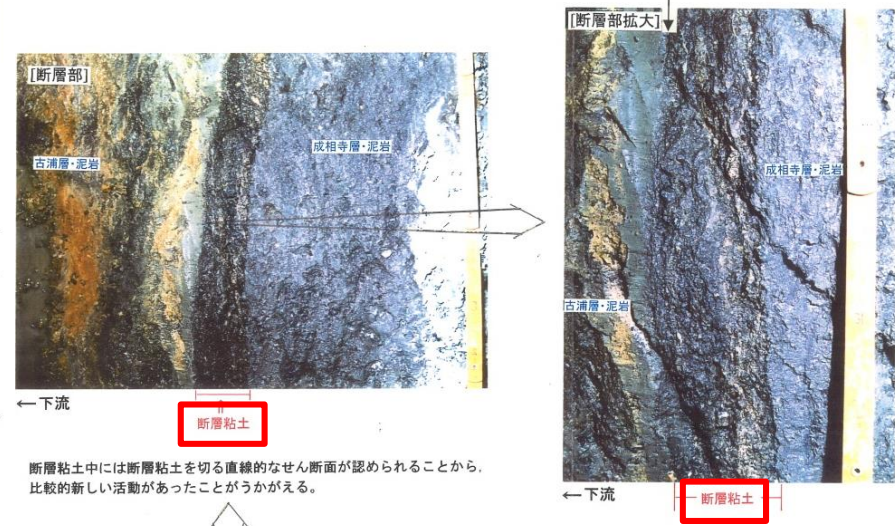 [断層部]
古浦層・泥岩
成相寺層・泥岩
←下流
断層粘土
断層粘土中には断層粘土を切る直線的なせん断面が認められることから、
比較的新しい活動があったことがうかがえる。
[断層部拡大]
成相寺層・泥岩
古浦層・泥岩
←下流
断層粘土